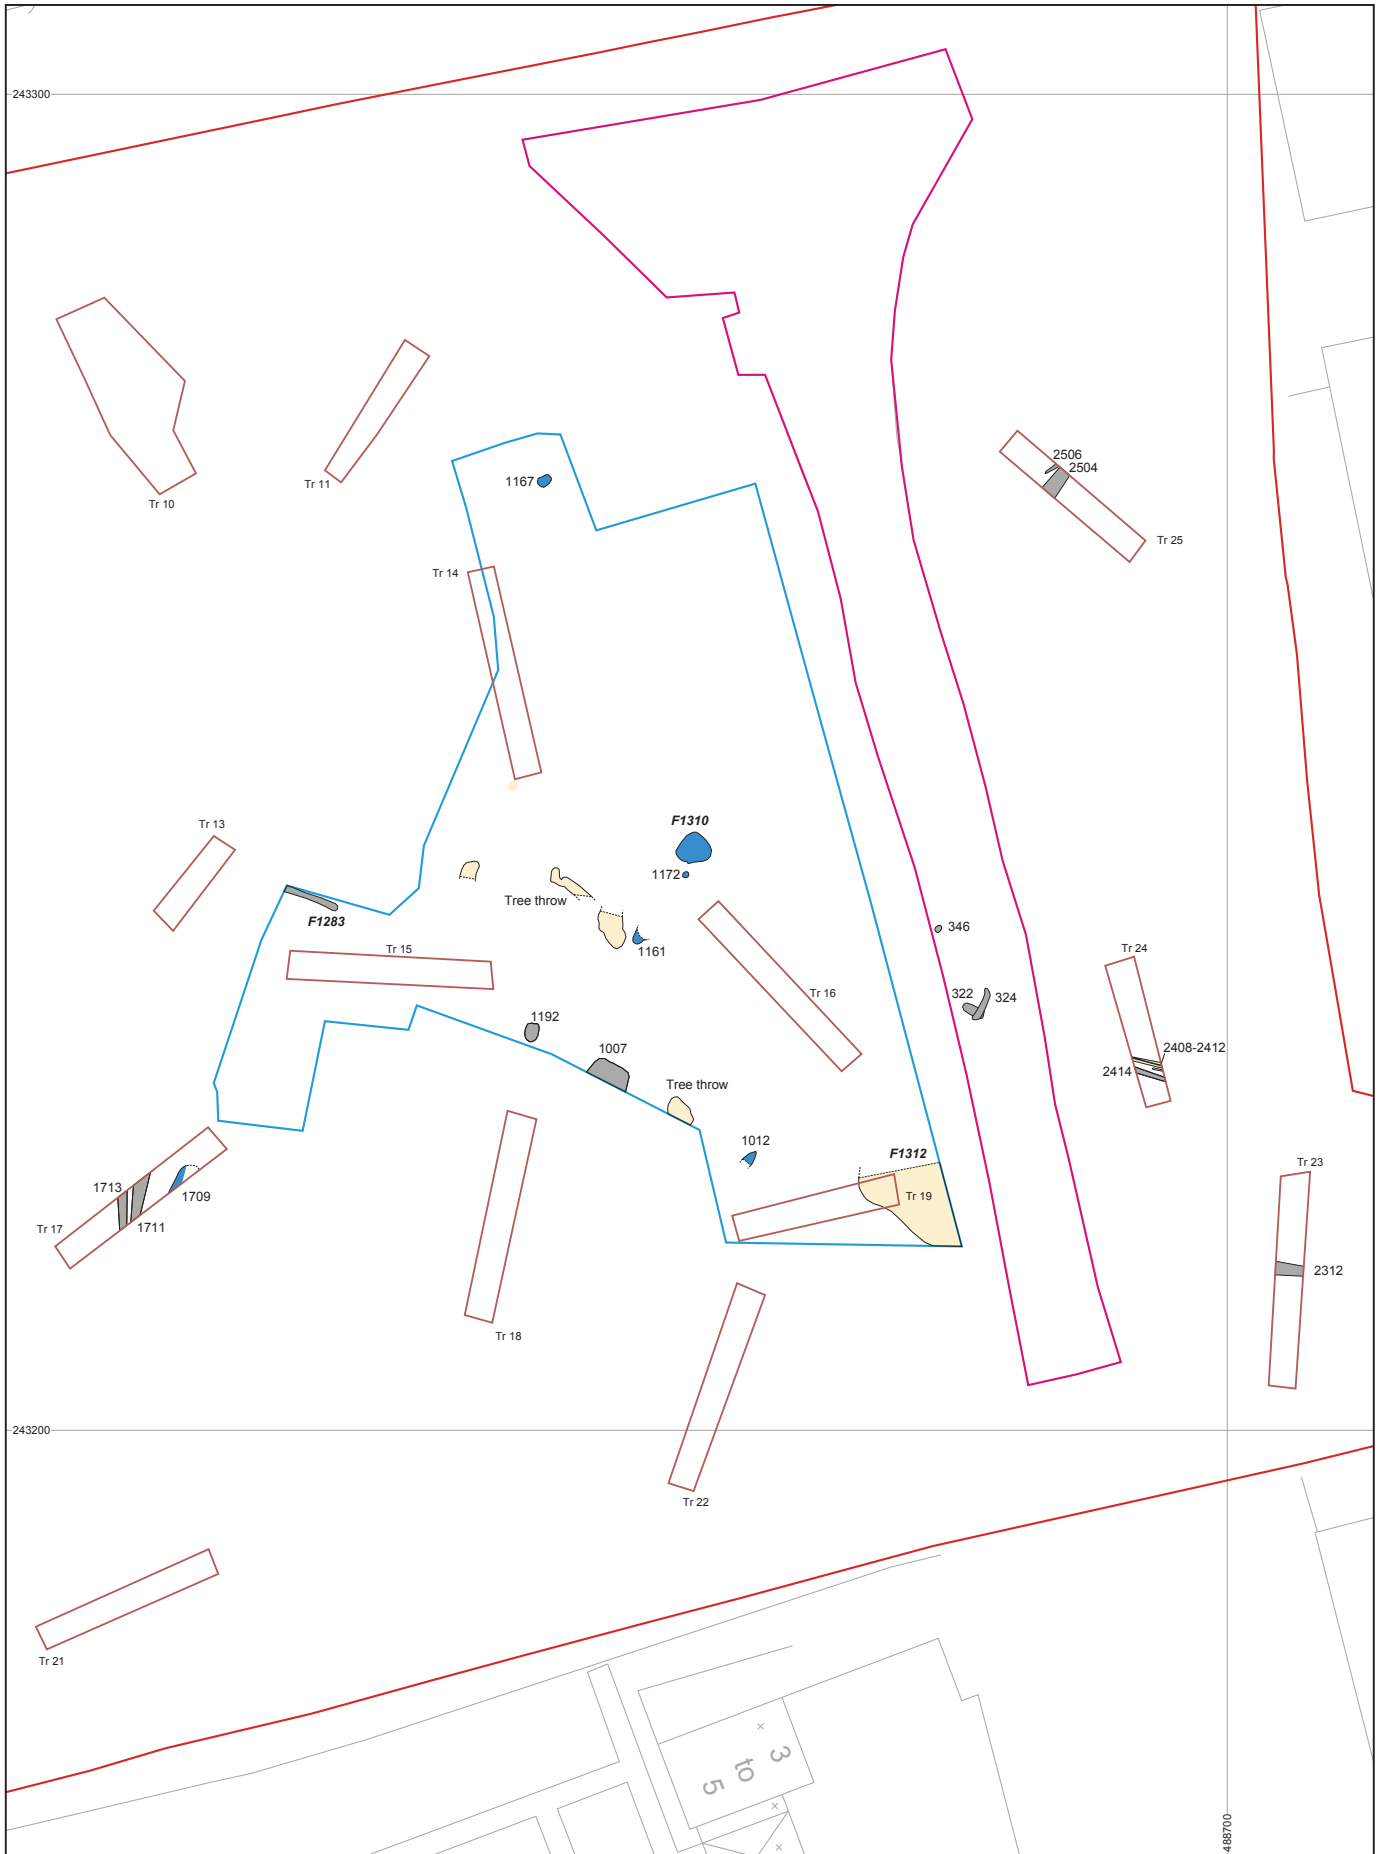 243300
Tr 10
Tr 11
1167
2506
2504
Tr 25
Tr 14
Tr 13
F1310
1172
Tree throw
F1283
1161
Tr 15
346
Tr 24
Tr 16
322
324
1192
2408-2412
1007
2414
Tree throw
1012
F1312
Tr 23
1713
1709
Tr 19
Tr 17
1711
2312
Tr 18
243200
Tr 22
Tr 21
3
to
5
488700